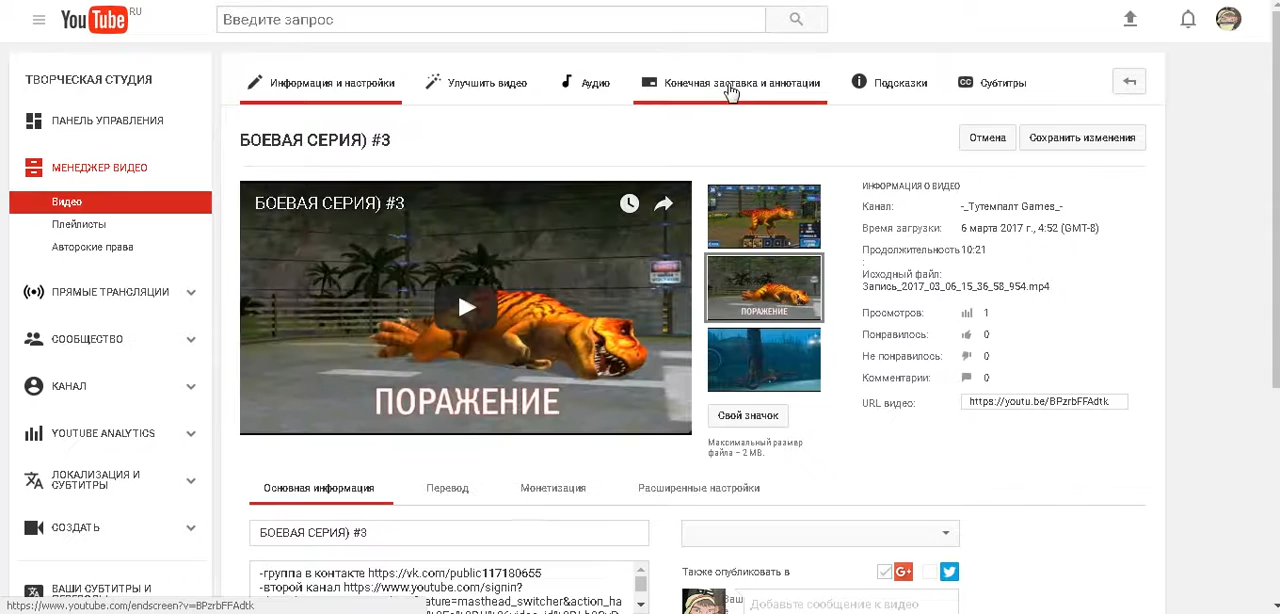 YouTube RU
Введите запрос
ТВОРЧЕСКАЯ СТУДИЯ
ПАНЕЛЬ УПРАВЛЕНИЯ
МЕНЕДЖЕР ВИДЕО
Видео
Плейлисты
Авторские права
ПРЯМЫЕ ТРАНСЛЯЦИИ
СООБЩЕСТВО
КАНАЛ
YOUTUBE ANALYTICS
ЛОКАЛИЗАЦИЯ И
СУБТИТРЫ
СОЗДАТЬ
ВАШИ СУБТИТРЫ И
https://www.youtube.com/endscreen?v=BPzrbFFAdtk
Информация и настройки
Улучшить видео
Аудио
Конечная заставка и аннотации
Подсказки
CC Субтитры
БОЕВАЯ СЕРИЯ) #3
Отмена
Сохранить изменения
БОЕВАЯ СЕРИЯ) #3
ПОРАЖЕНИЕ
ПОРАЖЕНИЕ
Свой значок
Максимальный размер
файла – 2 МВ.
ИНФОРМАЦИЯ О ВИДЕО
Канал: -_Тутемпалт Games_-
Время загрузки: 6 марта 2017 г., 4:52 (GMT-8)
Продолжительность 10:21
:
Исходный файл:
Запись_2017_03_06_15_36_58_954.mp4
Просмотров: 1
Понравилось: 0
Не понравилось: 0
Комментарии: 0
URL видео: https://youtu.be/BPzrbFFAdtk
Основная информация
Перевод
Монетизация
Расширенные настройки
БОЕВАЯ СЕРИЯ) #3
-группа в контакте https://vk.com/public117180655
-второй канал https://www.youtube.com/signin?
ature=masthead_switcher&action_ha
Также опубликовать в
G+
Ваш
Добавьте сообщение к видео